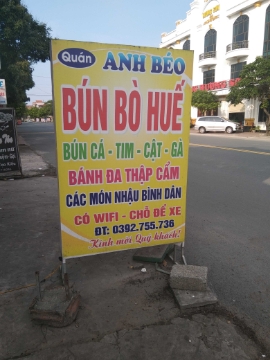 Quán ANH BÉO
BÚN BÒ HUẾ
BÚN CÁ - TIM - CẬT - GÀ
BÁNH ĐA THẬP CẨM
CÁC MÓN NHẬU BÌNH DÂN
CÓ WIFI - CHỖ ĐỂ XE
ĐT: 0392.755.736
Kính mời Quý khách!